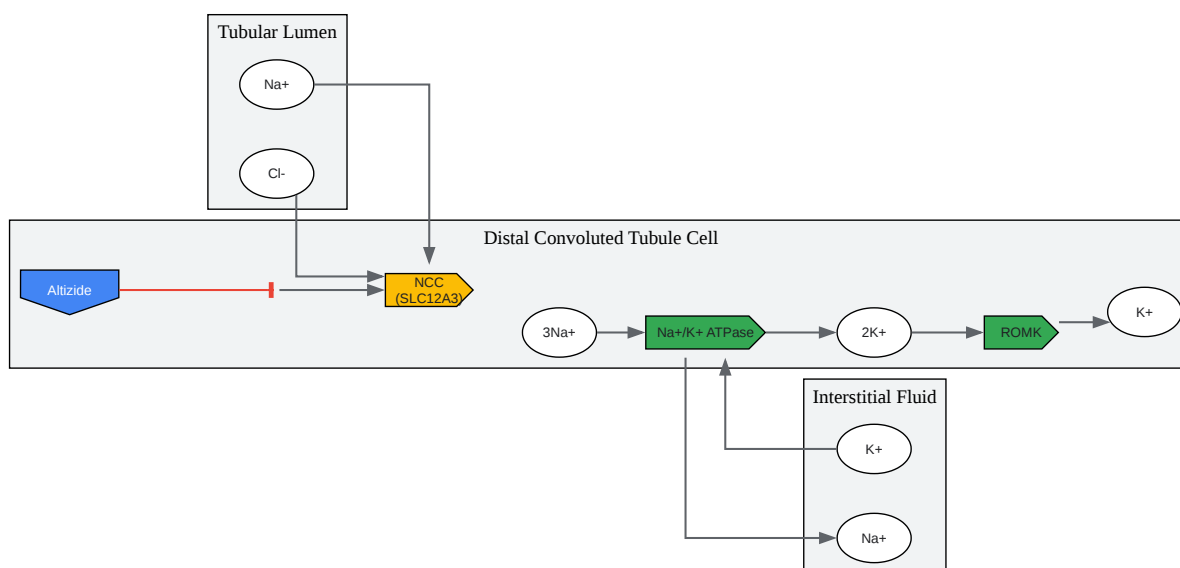 Tubular Lumen
Na+
Cl-
Distal Convoluted Tubule Cell
Altizide
NCC
(SLC12A3)
3Na+
Na+/K+ ATPase
2K+
ROMK
K+
Interstitial Fluid
K+
Na+